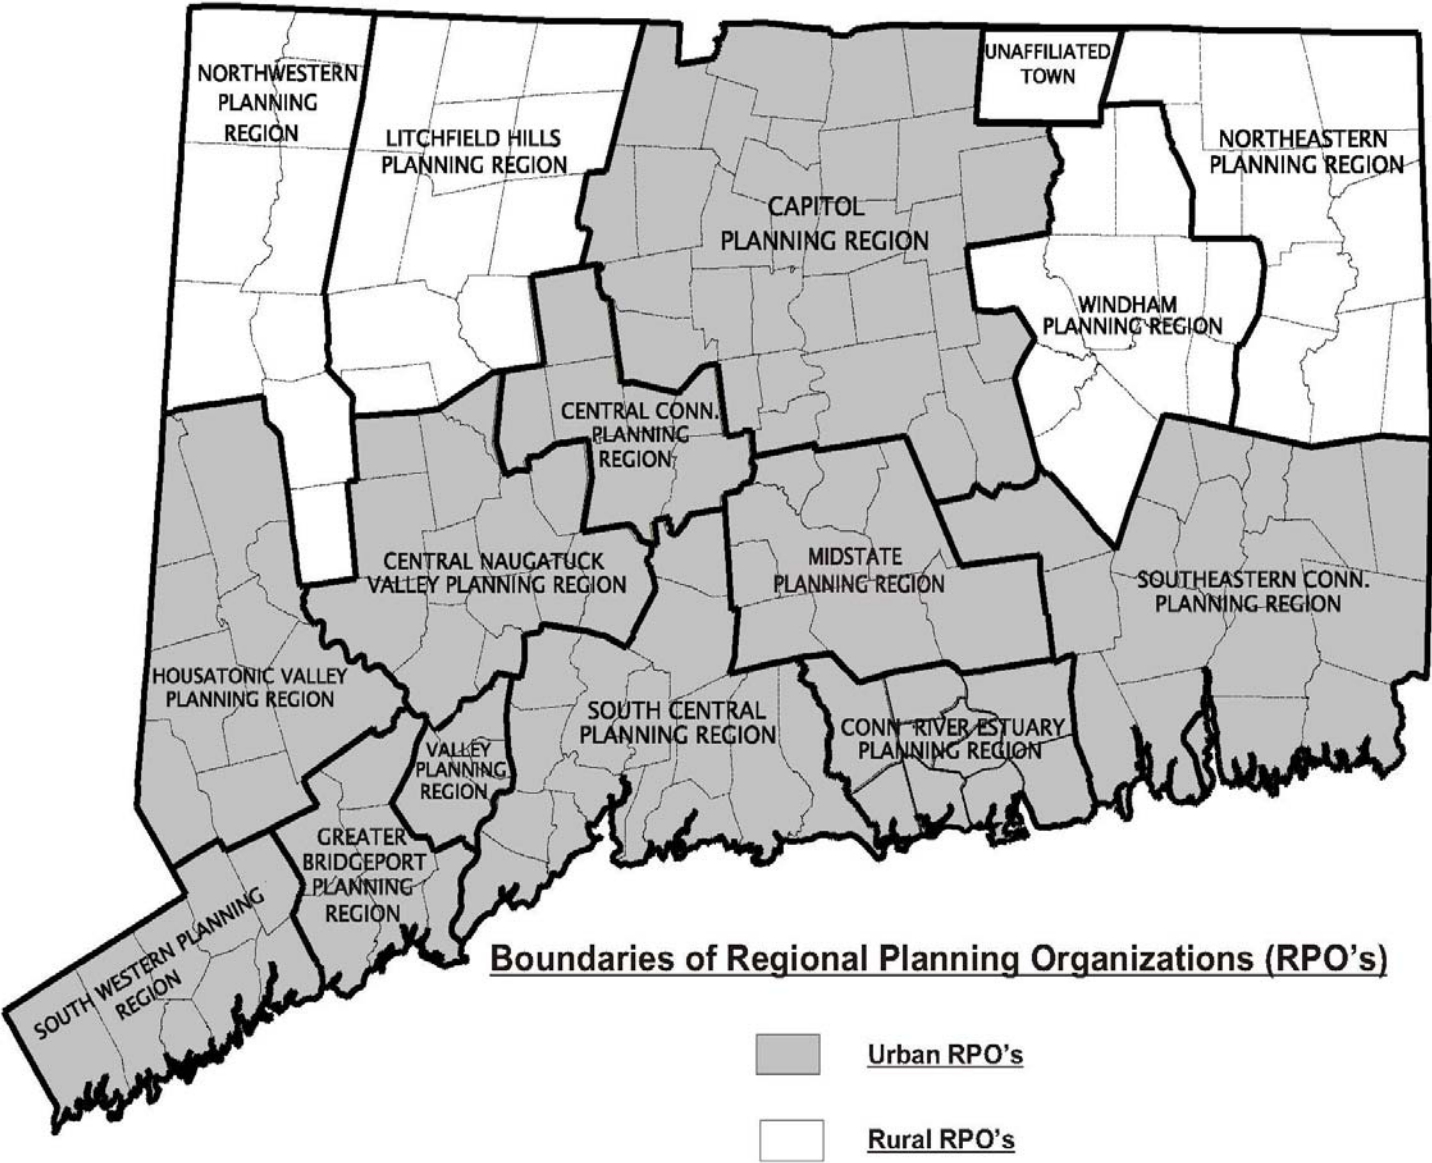 NORTHWESTERN
PLANNING
REGION
LITCHFIELD HILLS
PLANNING REGION
UNAFFILIATED
TOWN
NORTHEASTERN
PLANNING REGION
CAPITOL
PLANNING REGION
WINDHAM
PLANNING REGION
CENTRAL CONN.
PLANNING
REGION
CENTRAL NAUGATUCK
VALLEY PLANNING REGION
MIDSTATE
PLANNING REGION
SOUTHEASTERN CONN.
PLANNING REGION
HOUSATONIC VALLEY
PLANNING REGION
SOUTH CENTRAL
PLANNING REGION
CONN RIVER ESTUARY
PLANNING REGION
VALLEY
PLANNING
REGION
GREATER
BRIDGEPORT
PLANNING
REGION
SOUTH WESTERN PLANNING
REGION
Boundaries of Regional Planning Organizations (RPO's)
Urban RPO's
Rural RPO's